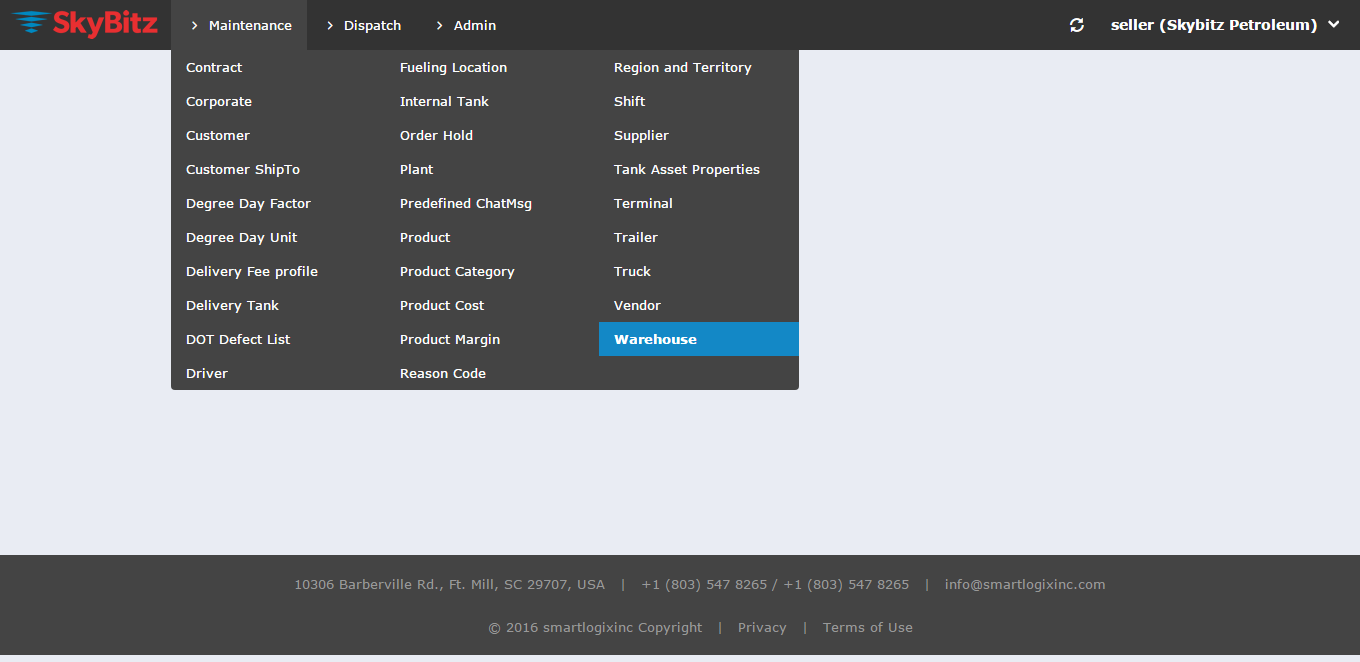 SkyBitz
Maintenance
Dispatch
Admin
seller (Skybitz Petroleum)
Contract
Corporate
Customer
Customer ShipTo
Degree Day Factor
Degree Day Unit
Delivery Fee profile
Delivery Tank
DOT Defect List
Driver
Fueling Location
Internal Tank
Order Hold
Plant
Predefined ChatMsg
Product
Product Category
Product Cost
Product Margin
Reason Code
Region and Territory
Shift
Supplier
Tank Asset Properties
Terminal
Trailer
Truck
Vendor
Warehouse
10306 Barberville Rd., Ft. Mill, SC 29707, USA | +1 (803) 547 8265 / +1 (803) 547 8265 | info@smartlogixinc.com
© 2016 smartlogixinc Copyright | Privacy | Terms of Use